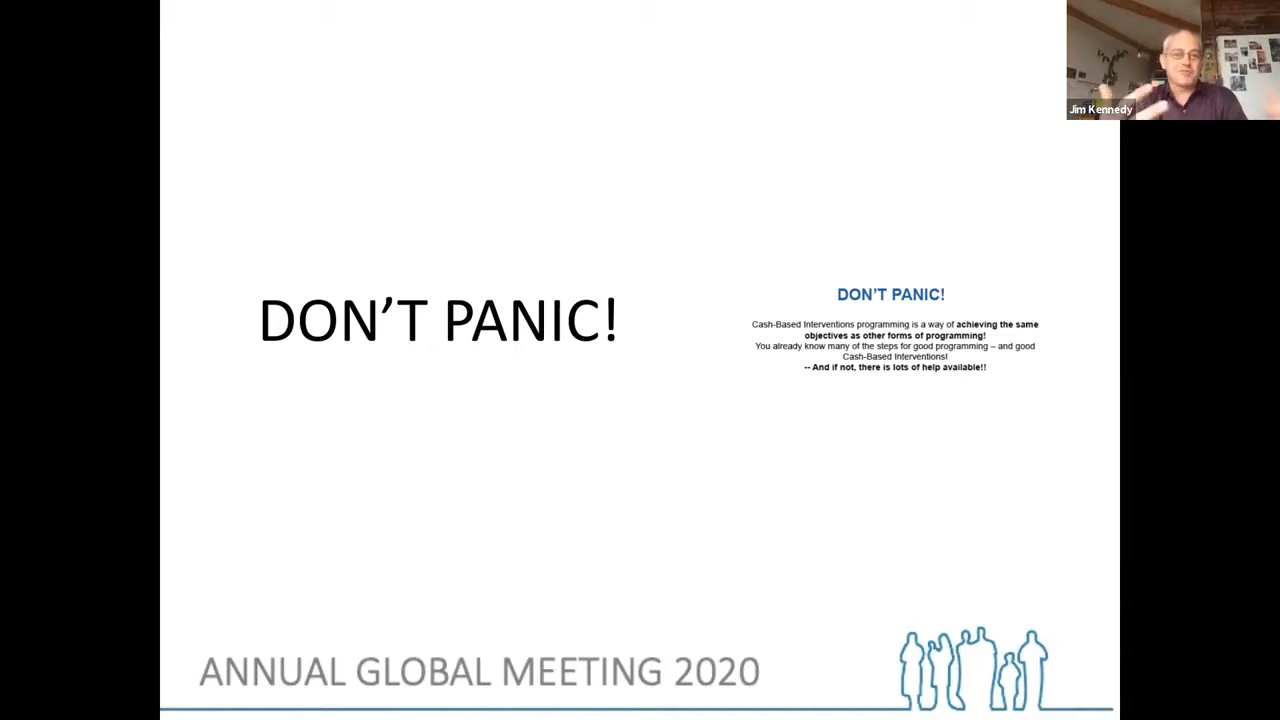 Jim Kennedy
DON'T PANIC!
DON'T PANIC!
Cash-Based Interventions programming is a way of achieving the same
objectives as other forms of programming!
You already know many of the steps for good programming – and good
Cash-Based Interventions!
-- And if not, there is lots of help available!!
ANNUAL GLOBAL MEETING 2020